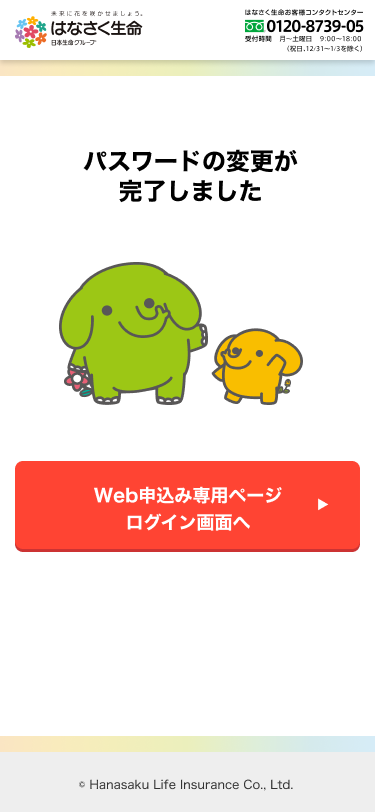 未来に花を咲かせましょう。
はなさく生命
日本生命グループ
はなさく生命お客様コンタクトセンター
0120-8739-05
受付時間 月〜土曜日 9:00〜18:00
（祝日、12/31〜1/3を除く）
パスワードの変更が
完了しました
Web申込み専用ページ
ログイン画面へ
© Hanasaku Life Insurance Co., Ltd.